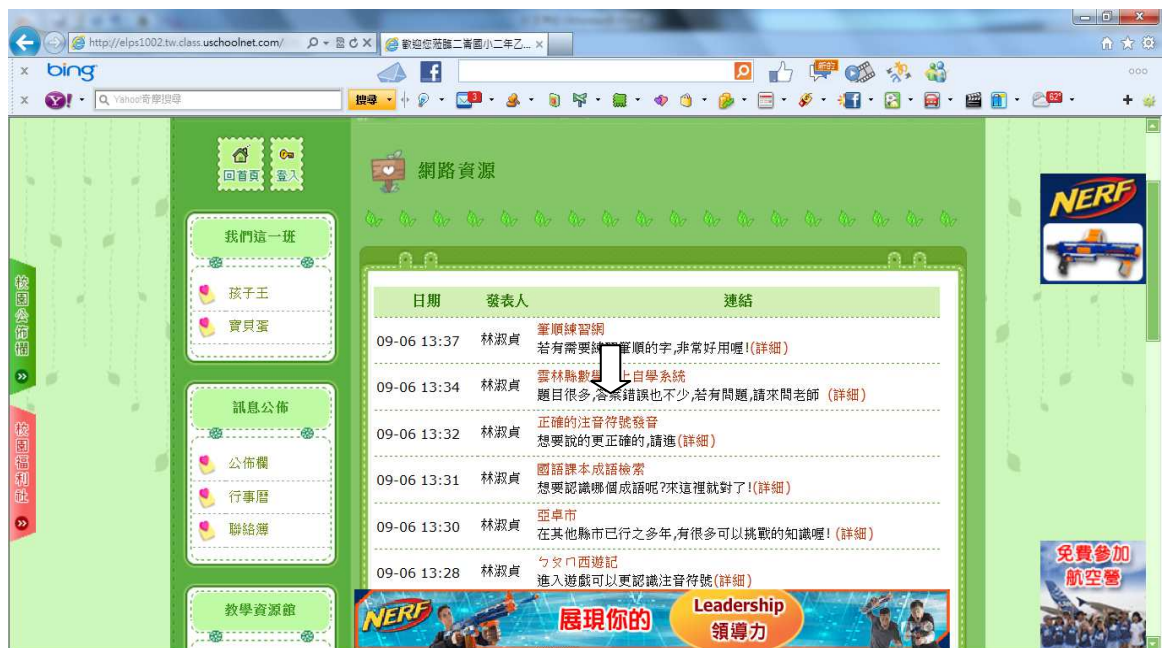 http://elps1002.tw.class.uschoolnet.com/
歡迎您蒞臨二崙國小二年乙...
bing
Yahoo!奇摩搜尋
搜尋
3
62°
回首頁 登入
網路資源
我們這一班
孩子王
寶貝蛋
訊息公佈
公佈欄
行事曆
聯絡簿
教學資源館
校園公佈欄
校園福利社
日期 發表人 連結
09-06 13:37 林淑貞 筆順練習網
若有需要 筆順的字,非常好用喔!(詳細)
09-06 13:34 林淑貞 雲林縣數學 上自學系統
題目很多,答案錯誤也不少,若有問題,請來問老師 (詳細)
09-06 13:32 林淑貞 正確的注音符號發音
想要說的更正確的,請進(詳細)
09-06 13:31 林淑貞 國語課本成語檢索
想要認識哪個成語呢?來這裡就對了!(詳細)
09-06 13:30 林淑貞 亞卓市
在其他縣市已行之多年,有很多可以挑戰的知識喔! (詳細)
09-06 13:28 林淑貞 ㄅㄆㄇ西遊記
進入遊戲可以更認識注音符號(詳細)
NERF
展現你的
Leadership
領導力
NERF
免費參加
航空營